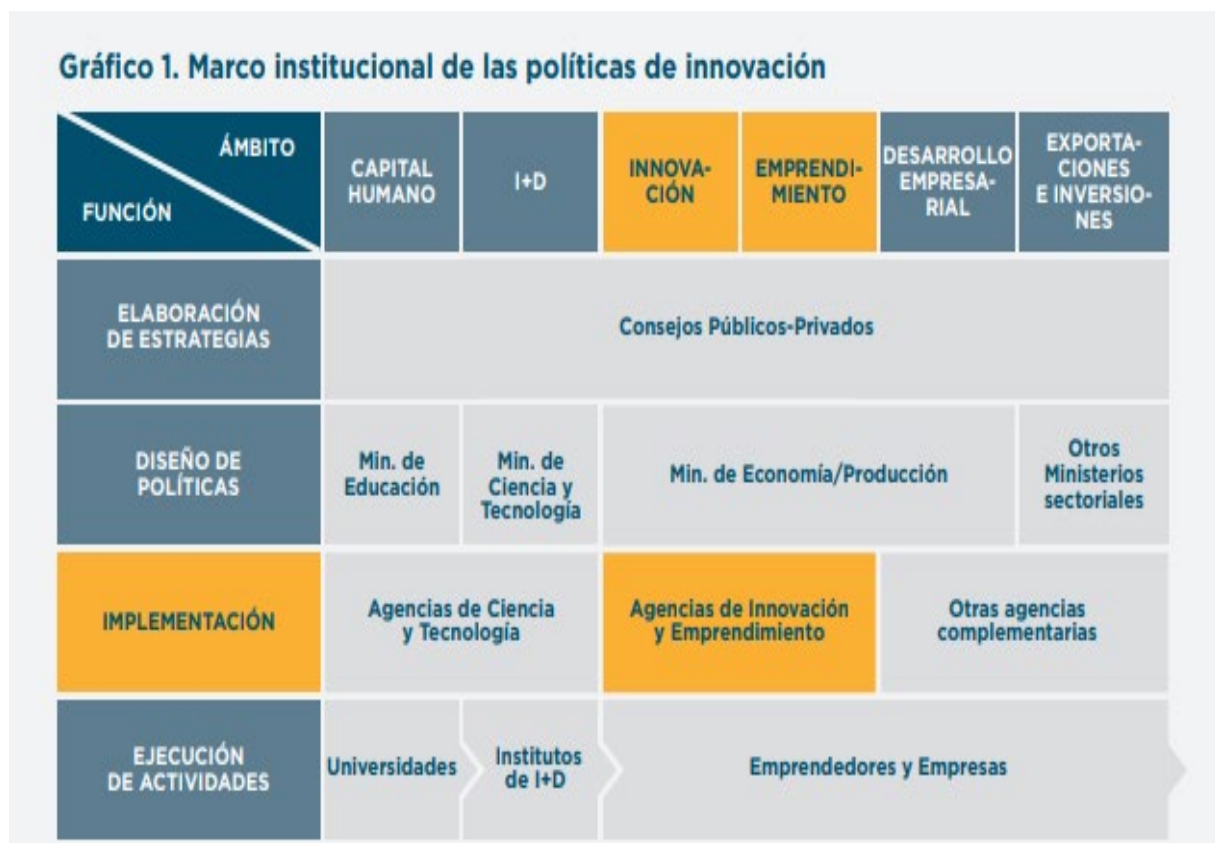 Gráfico 1. Marco institucional de las políticas de innovación
ÁMBITO
FUNCIÓN
CAPITAL
HUMANO
I+D
INNOVA-
CIÓN
EMPRENDI-
MIENTO
DESARROLLO
EMPRESA-
RIAL
EXPORTA-
CIONES
E INVERSIO-
NES
ELABORACIÓN
DE ESTRATEGIAS
Consejos Públicos-Privados
DISEÑO DE
POLÍTICAS
Min. de
Educación
Min. de
Ciencia y
Tecnología
Min. de Economía/Producción
Otros
Ministerios
sectoriales
IMPLEMENTACIÓN
Agencias de Ciencia
y Tecnología
Agencias de Innovación
y Emprendimiento
Otras agencias
complementarias
EJECUCIÓN
DE ACTIVIDADES
Universidades
Institutos
de I+D
Emprendedores y Empresas